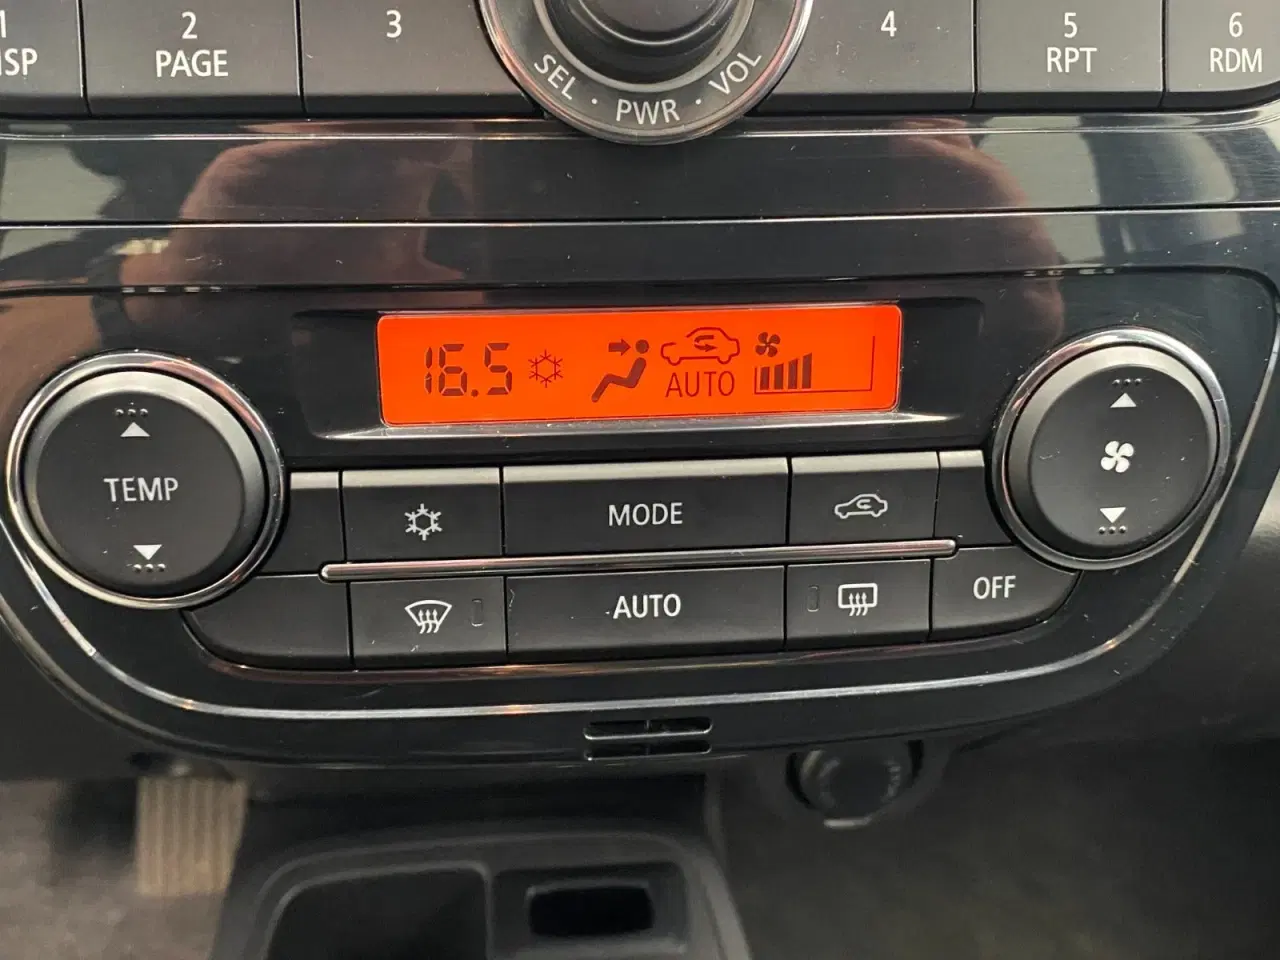 1
2
3
4
5
6
ISP
PAGE
RPT
RDM
SEL · PWR · VOL
16.5
AUTO
TEMP
MODE
AUTO
OFF